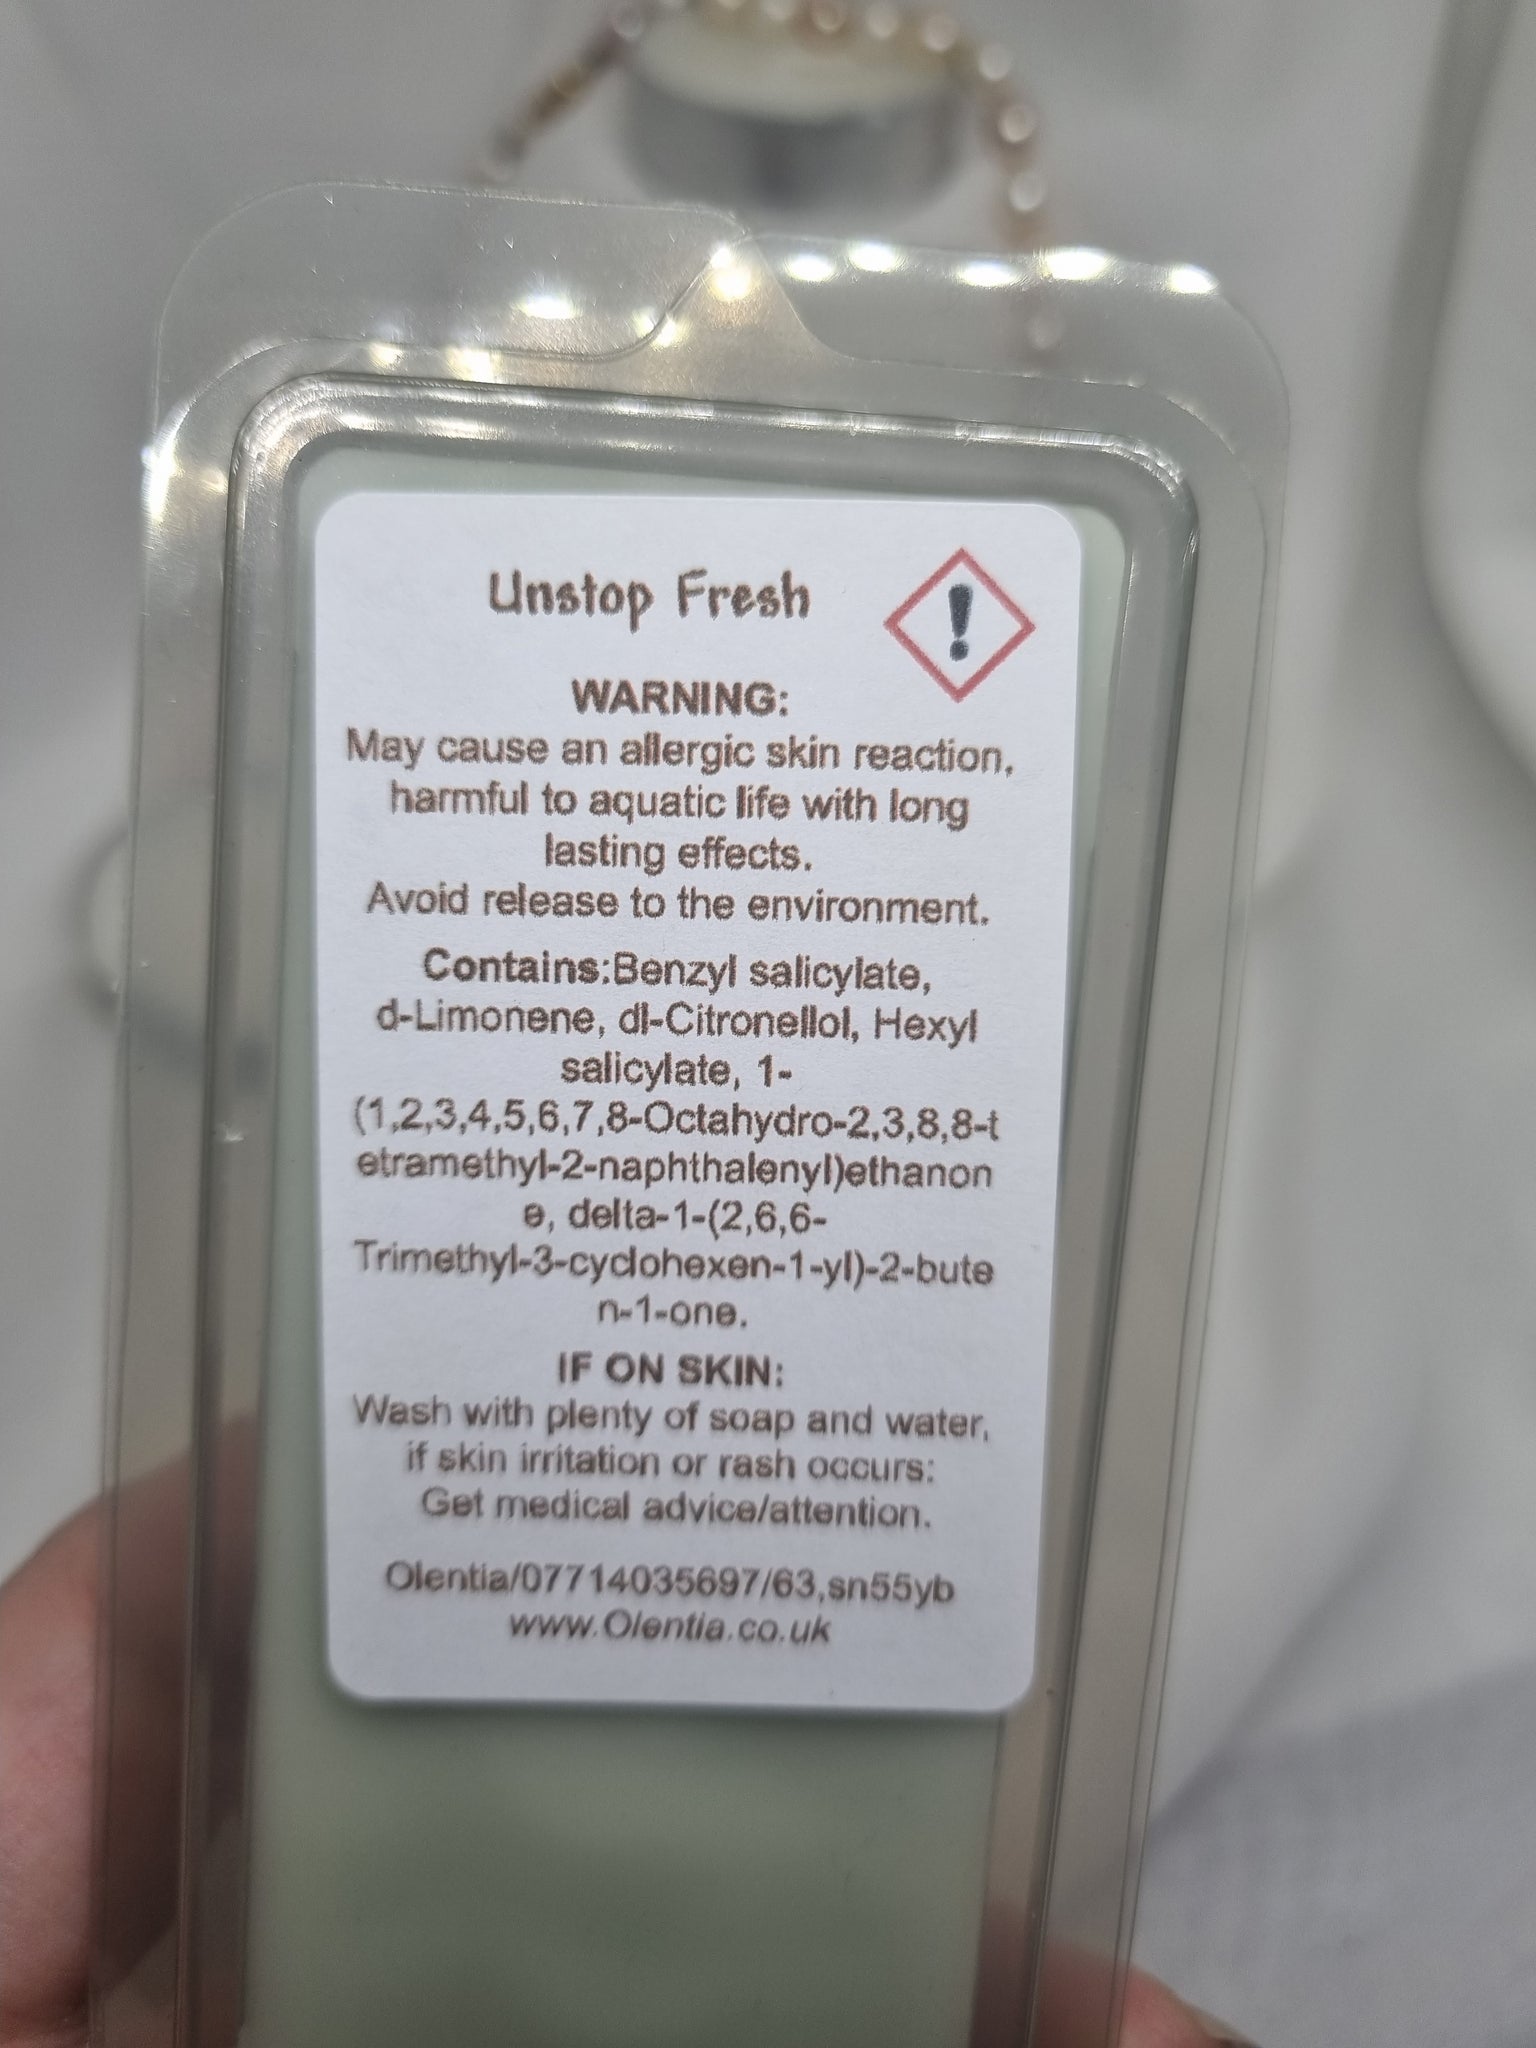 Unstop Fresh
WARNING:
May cause an allergic skin reaction,
harmful to aquatic life with long
lasting effects.
Avoid release to the environment.
Contains:Benzyl salicylate,
d-Limonene, dl-Citronellol, Hexyl
salicylate, 1-
(1,2,3,4,5,6,7,8-Octahydro-2,3,8,8-t
etramethyl-2-naphthalenyl)ethanon
e, delta-1-(2,6,6-
Trimethyl-3-cyclohexen-1-yl)-2-bute
n-1-one.
IF ON SKIN:
Wash with plenty of soap and water,
if skin irritation or rash occurs:
Get medical advice/attention.
Olentia/07714035697/63,sn55yb
www.Olentia.co.uk